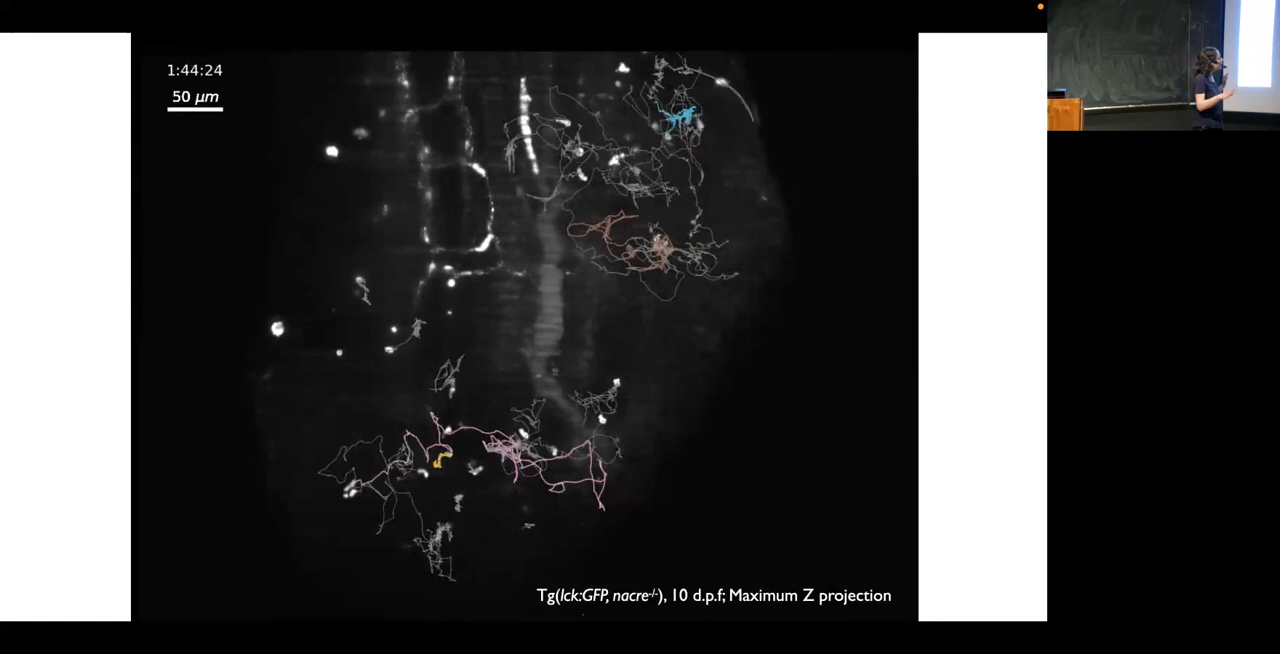 1:44:24
50 μm
Tg(lck:GFP, nacre-/-), 10 d.p.f; Maximum Z projection